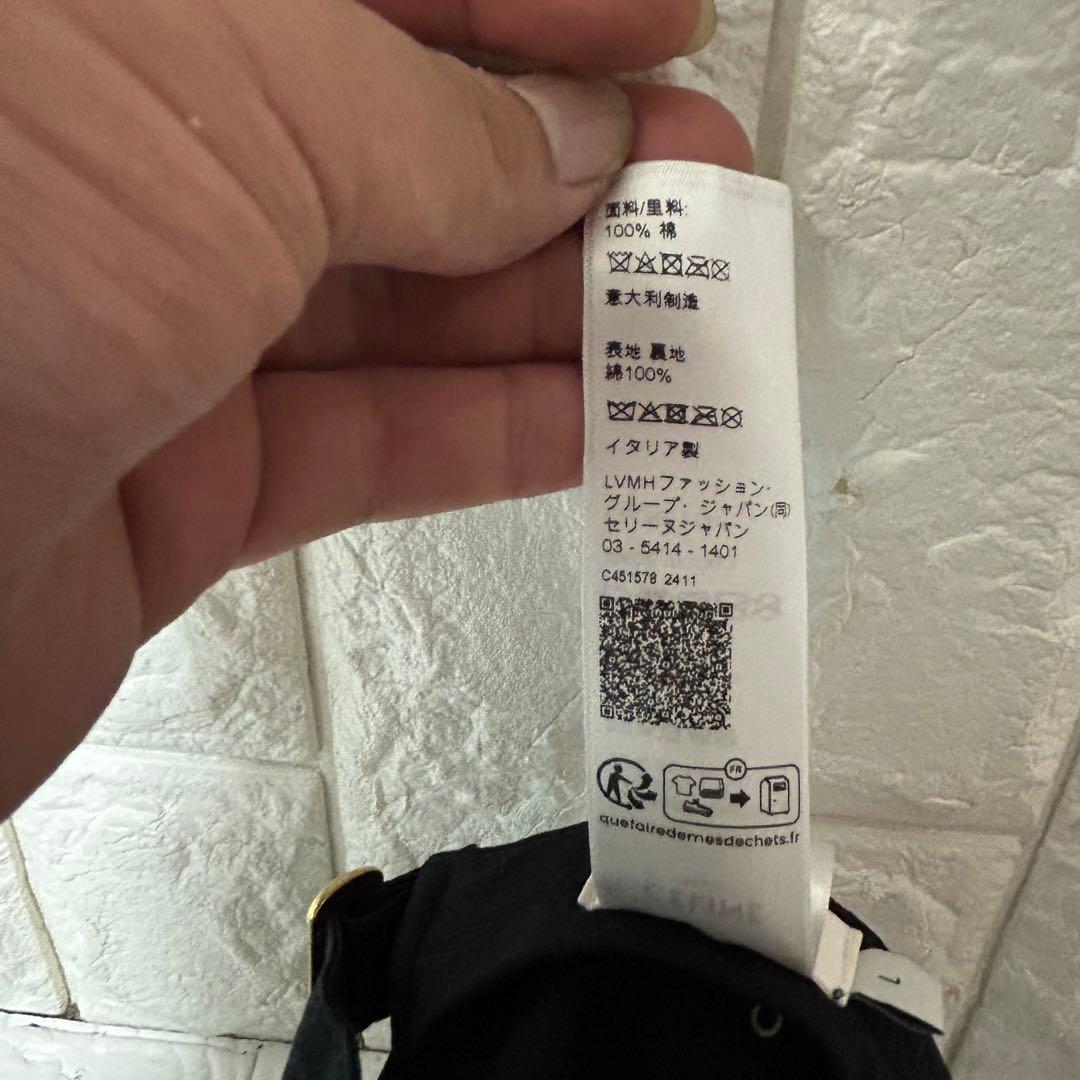 面料/里料:
100% 棉
意大利制造
表地 裏地
綿100%
イタリア製
LVMHファッション・
グループ・ジャパン(同)
セリーヌジャパン
03 - 5414 - 1401
C451578 2411
FR
quefairedemesdechets.fr
L